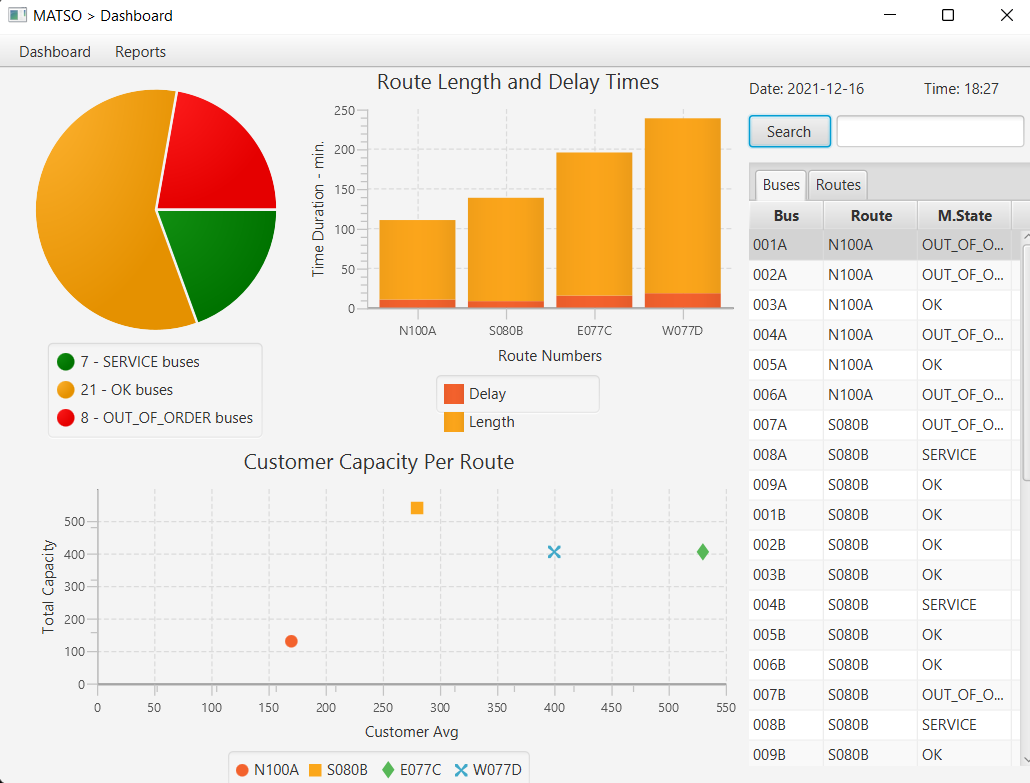 MATSO > Dashboard
Dashboard Reports
7 - SERVICE buses
21 - OK buses
8 - OUT_OF_ORDER buses
Route Length and Delay Times
Time Duration - min.
250
200
150
100
50
0
N100A S080B E077C W077D
Route Numbers
Delay
Length
Customer Capacity Per Route
Total Capacity
500
400
300
200
100
0
0 50 100 150 200 250 300 350 400 450 500 550
Customer Avg
N100A S080B E077C W077D
Date: 2021-12-16 Time: 18:27
Search
Buses Routes
Bus Route M.State
001A N100A OUT_OF_O...
002A N100A OUT_OF_O...
003A N100A OK
004A N100A OUT_OF_O...
005A N100A OK
006A N100A OUT_OF_O...
007A S080B OUT_OF_O...
008A S080B SERVICE
009A S080B OK
001B S080B OK
002B S080B OK
003B S080B OK
004B S080B SERVICE
005B S080B OK
006B S080B OK
007B S080B OUT_OF_O...
008B S080B SERVICE
009B S080B OK